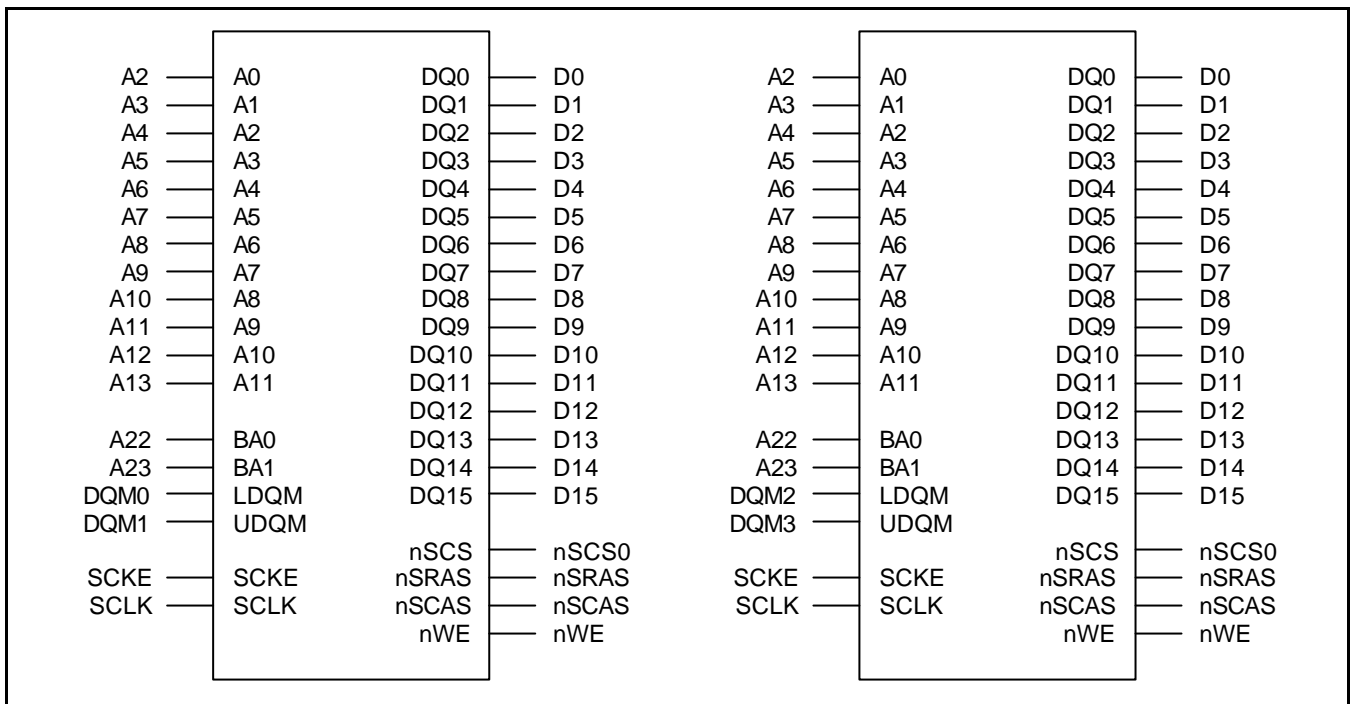 A2 A0 DQ0 D0 A2 A0 DQ0 D0
A3 A1 DQ1 D1 A3 A1 DQ1 D1
A4 A2 DQ2 D2 A4 A2 DQ2 D2
A5 A3 DQ3 D3 A5 A3 DQ3 D3
A6 A4 DQ4 D4 A6 A4 DQ4 D4
A7 A5 DQ5 D5 A7 A5 DQ5 D5
A8 A6 DQ6 D6 A8 A6 DQ6 D6
A9 A7 DQ7 D7 A9 A7 DQ7 D7
A10 A8 DQ8 D8 A10 A8 DQ8 D8
A11 A9 DQ9 D9 A11 A9 DQ9 D9
A12 A10 DQ10 D10 A12 A10 DQ10 D10
A13 A11 DQ11 D11 A13 A11 DQ11 D11
DQ12 D12 DQ12 D12
A22 BA0 DQ13 D13 A22 BA0 DQ13 D13
A23 BA1 DQ14 D14 A23 BA1 DQ14 D14
DQM0 LDQM DQ15 D15 DQM2 LDQM DQ15 D15
DQM1 UDQM DQM3 UDQM
nSCS nSCS0 nSCS nSCS0
SCKE SCKE nSRAS nSRAS SCKE SCKE nSRAS nSRAS
SCLK SCLK nSCAS nSCAS SCLK SCLK nSCAS nSCAS
nWE nWE nWE nWE